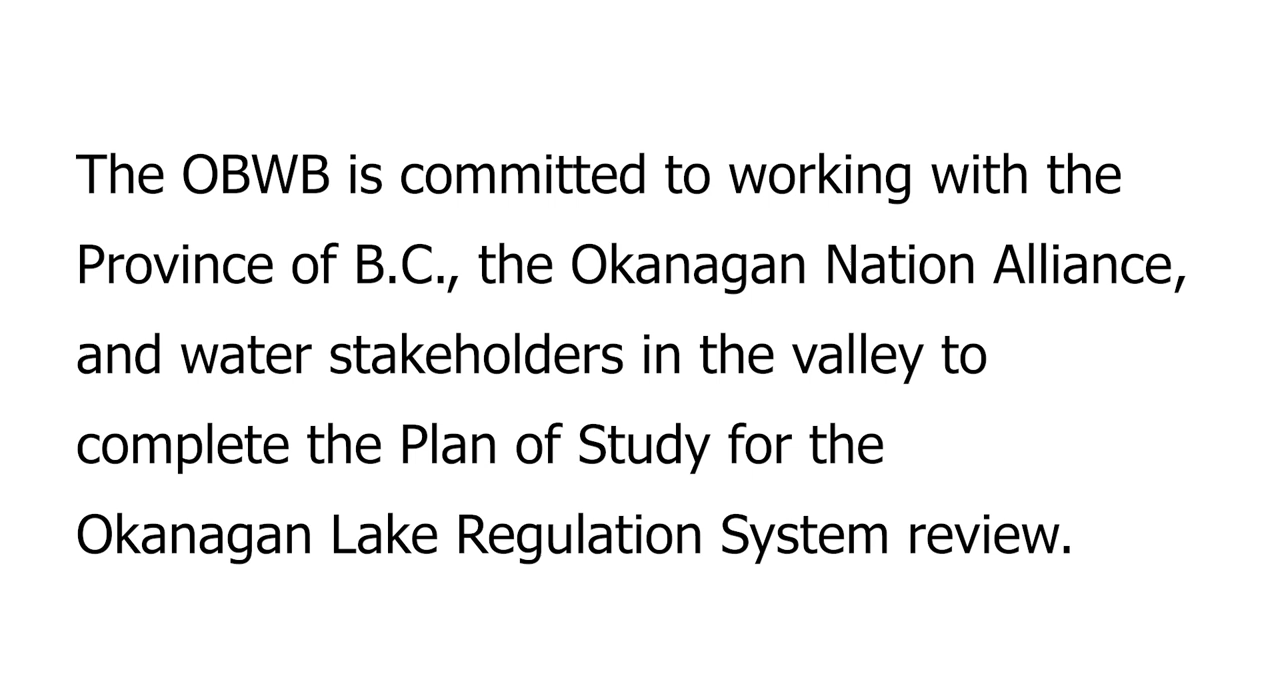 The OBWB is committed to working with the
Province of B.C., the Okanagan Nation Alliance,
and water stakeholders in the valley to
complete the Plan of Study for the
Okanagan Lake Regulation System review.